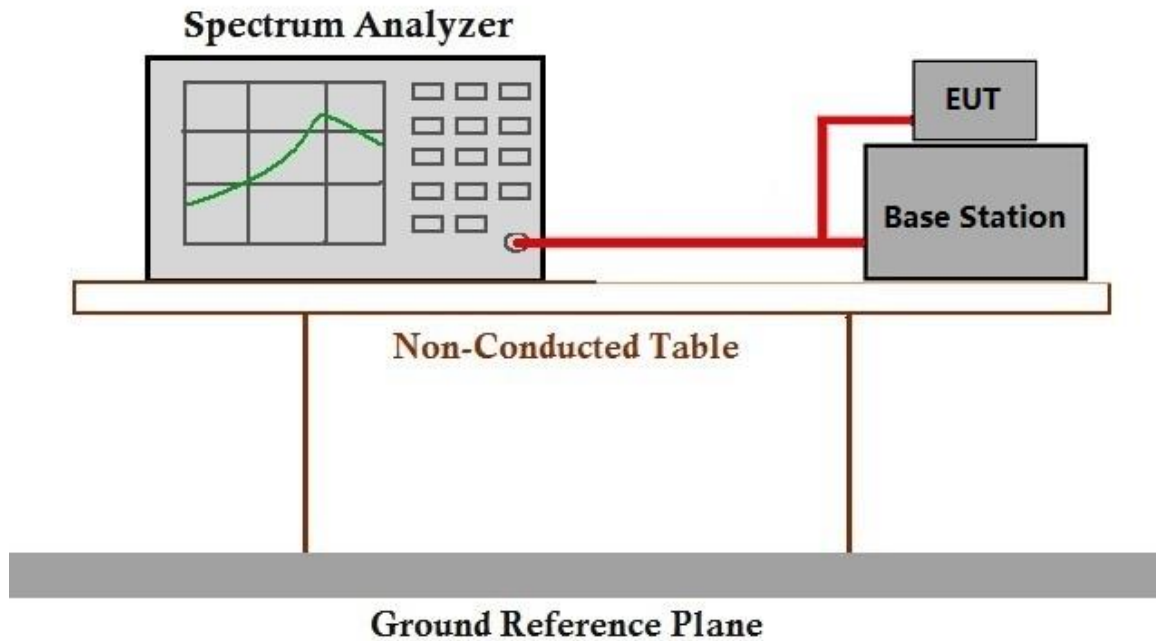 Spectrum Analyzer
EUT
Base Station
Non-Conducted Table
Ground Reference Plane